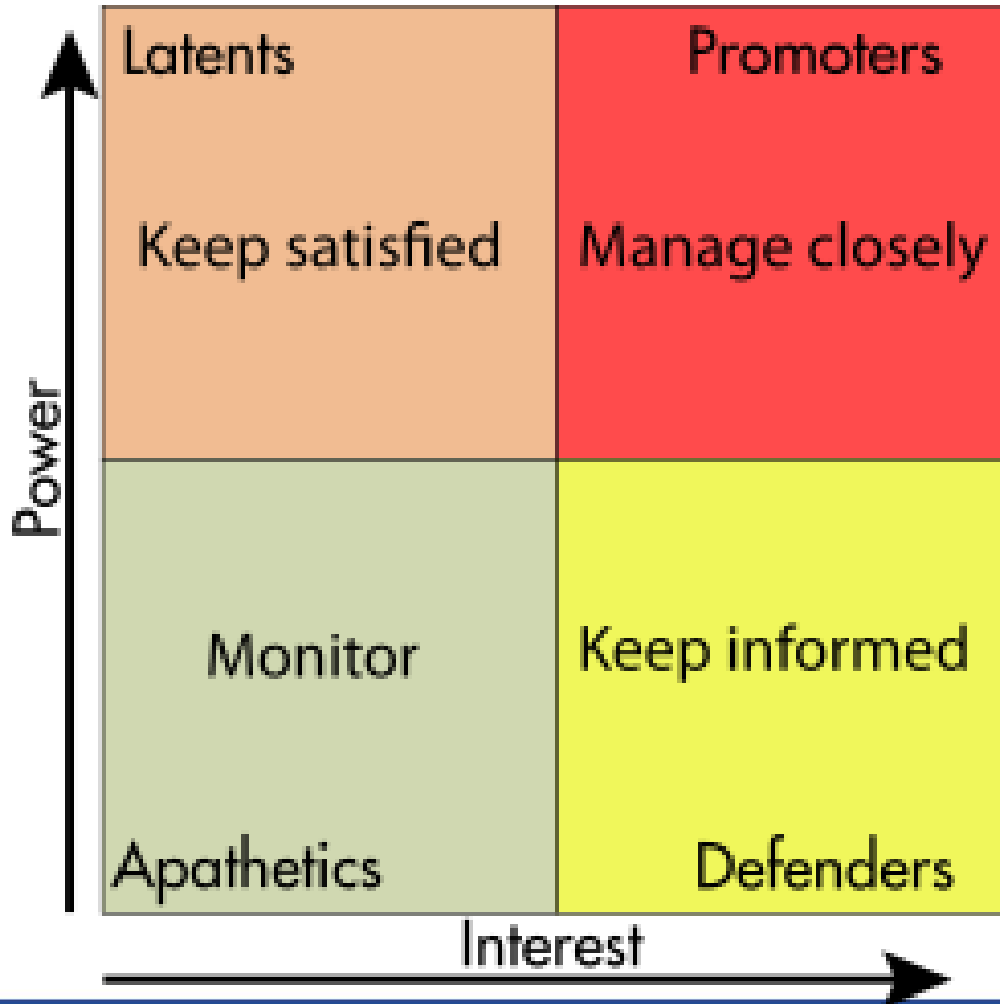 Latents
Promoters
Keep satisfied
Manage closely
Power
Monitor
Keep informed
Apathetics
Defenders
Interest